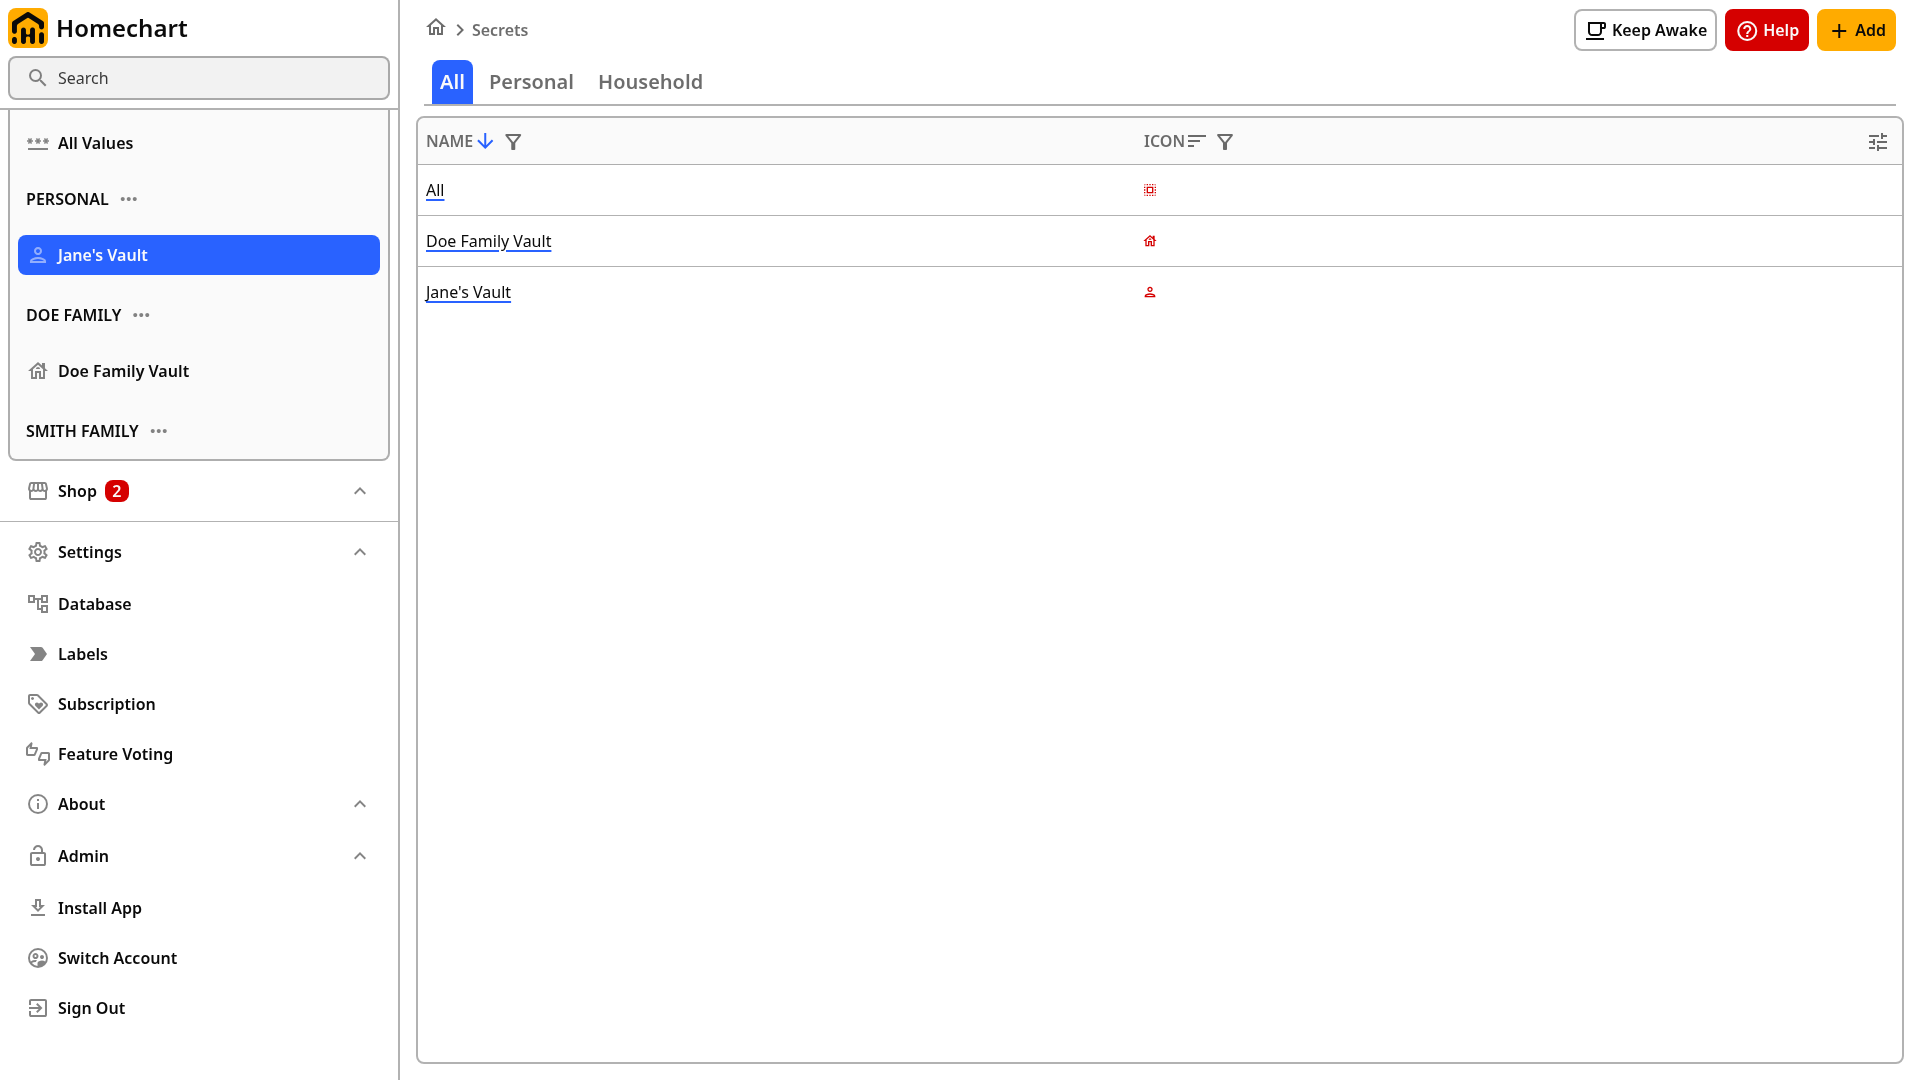 Homechart
Search
All Values
PERSONAL
Jane's Vault
DOE FAMILY
Doe Family Vault
SMITH FAMILY
Shop 2
Settings
Database
Labels
Subscription
Feature Voting
About
Admin
Install App
Switch Account
Sign Out
Secrets
Keep Awake
Help
Add
All Personal Household
NAME ICON
All
Doe Family Vault
Jane's Vault